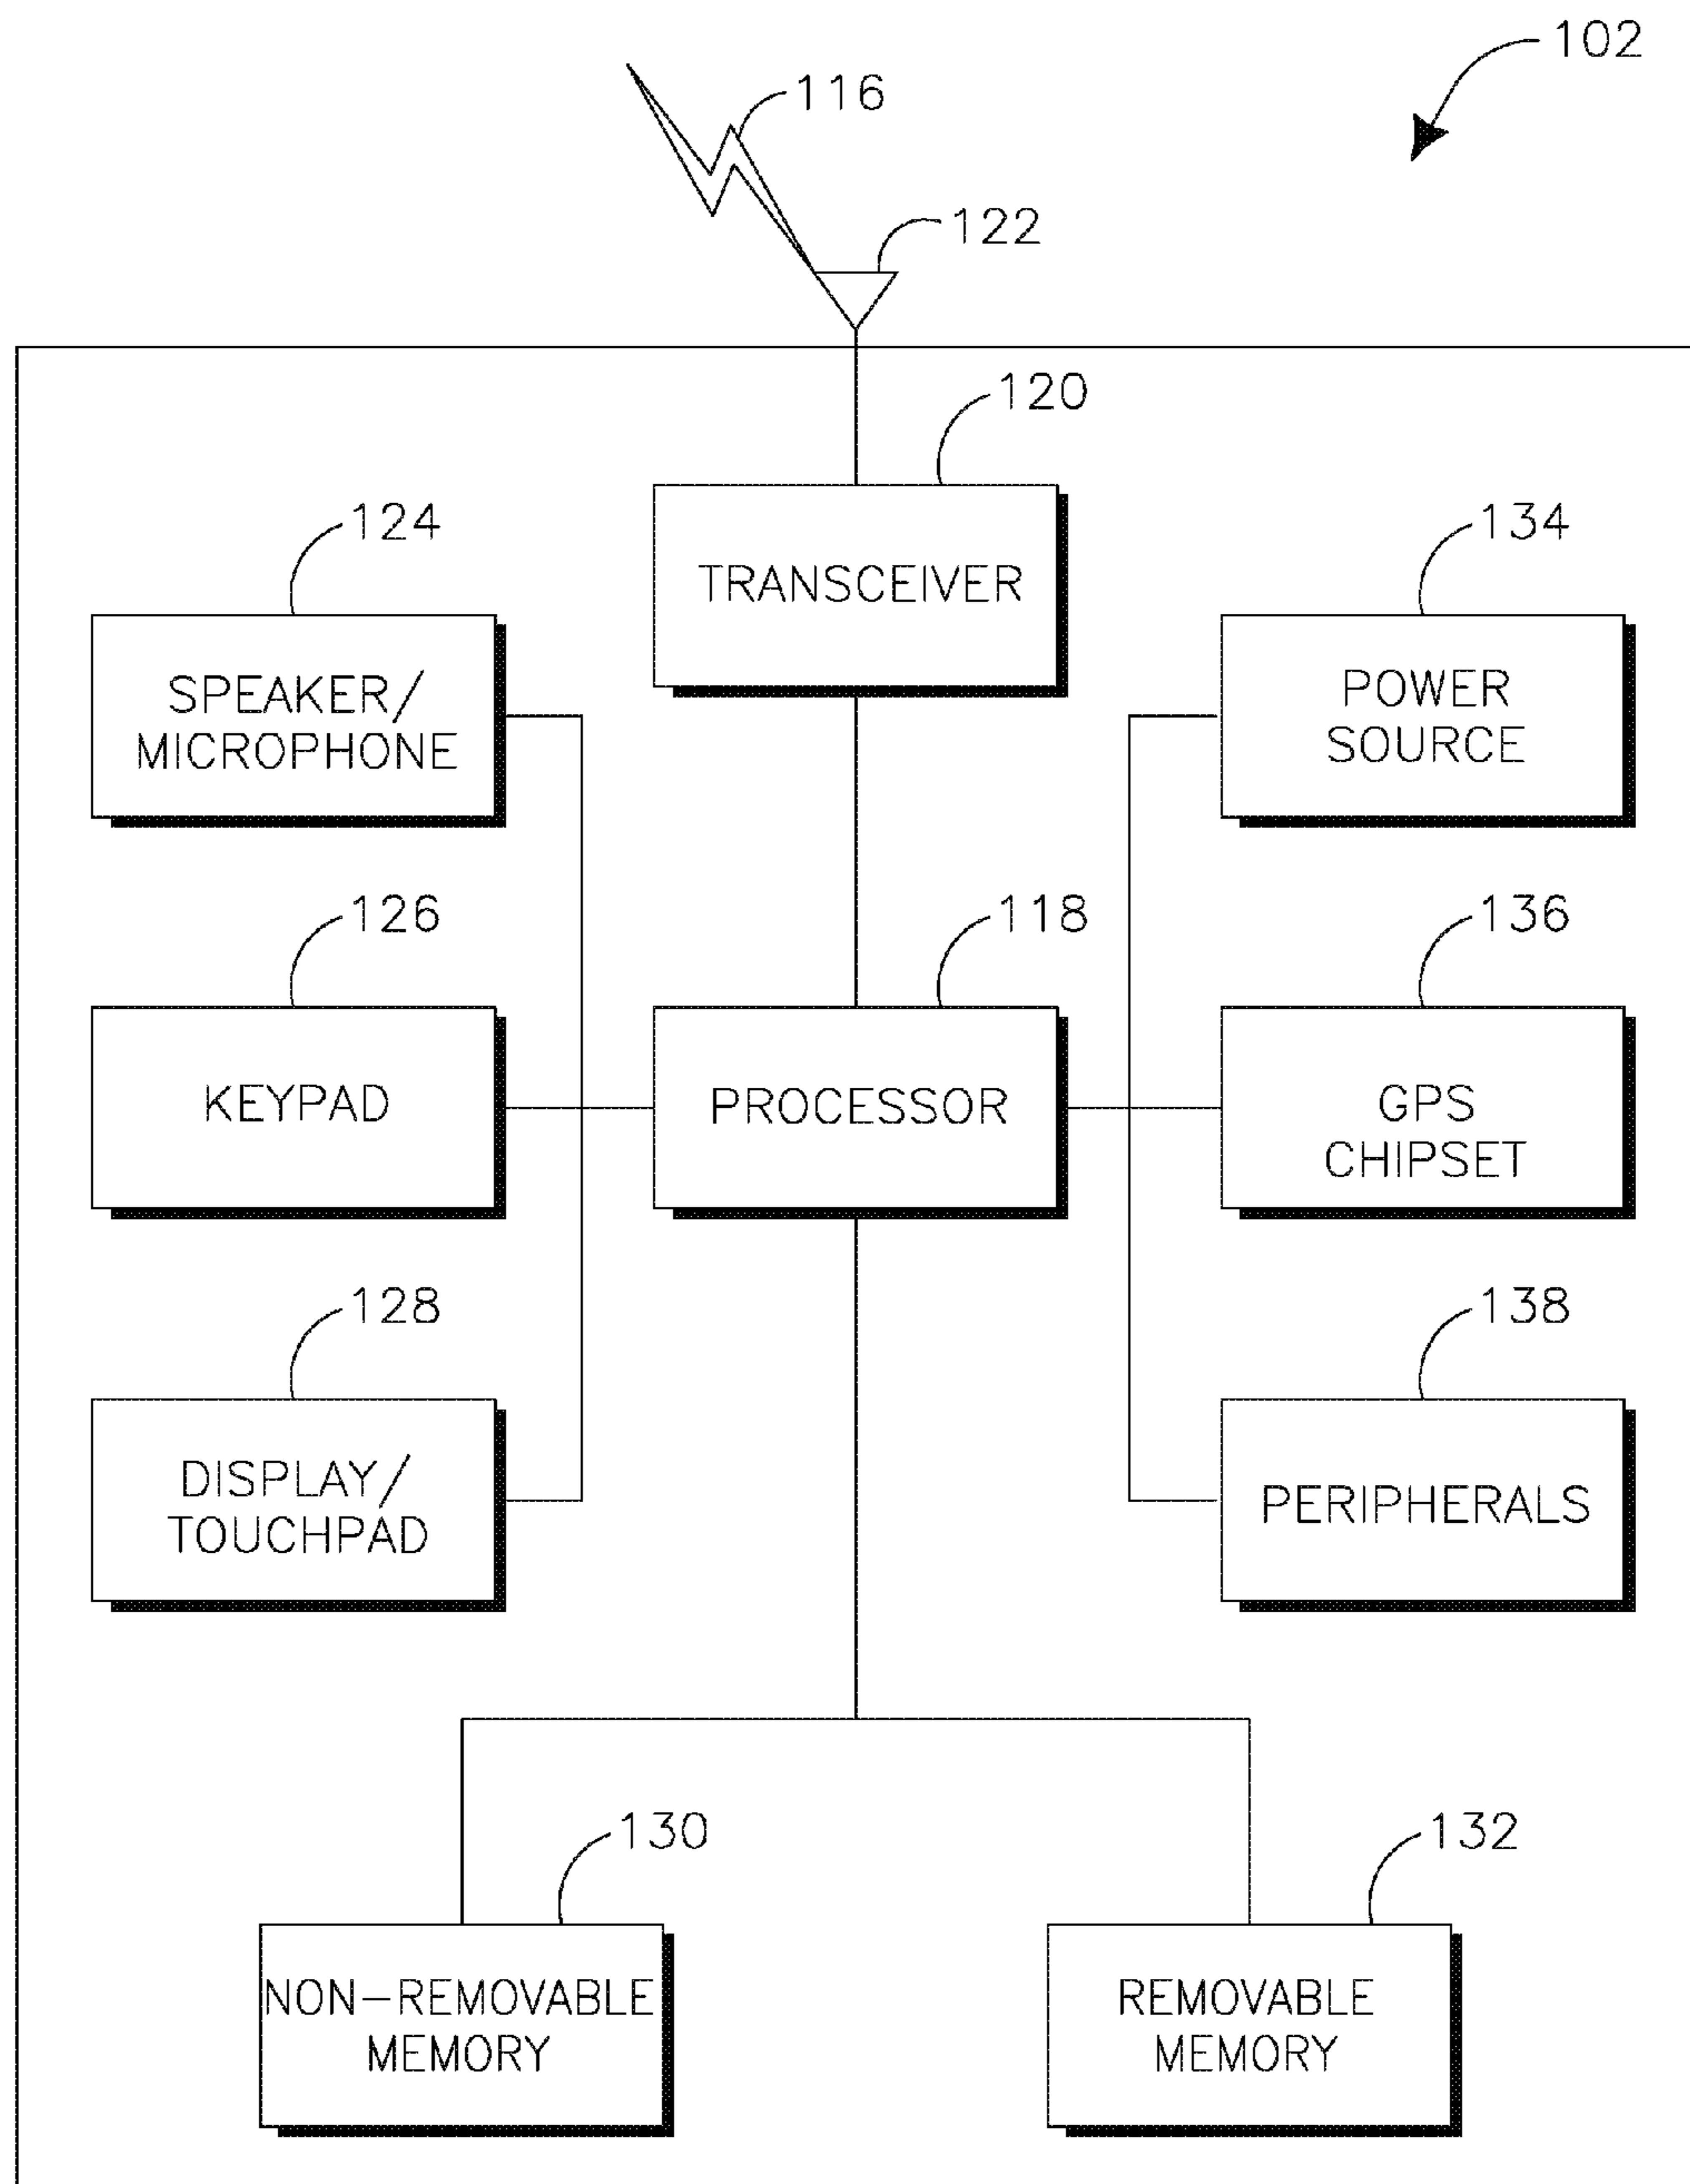 102
116
122
120
TRANSCEIVER
124
SPEAKER/
MICROPHONE
134
POWER
SOURCE
126
KEYPAD
118
PROCESSOR
136
GPS
CHIPSET
128
DISPLAY/
TOUCHPAD
138
PERIPHERALS
130
NON-REMOVABLE
MEMORY
132
REMOVABLE
MEMORY